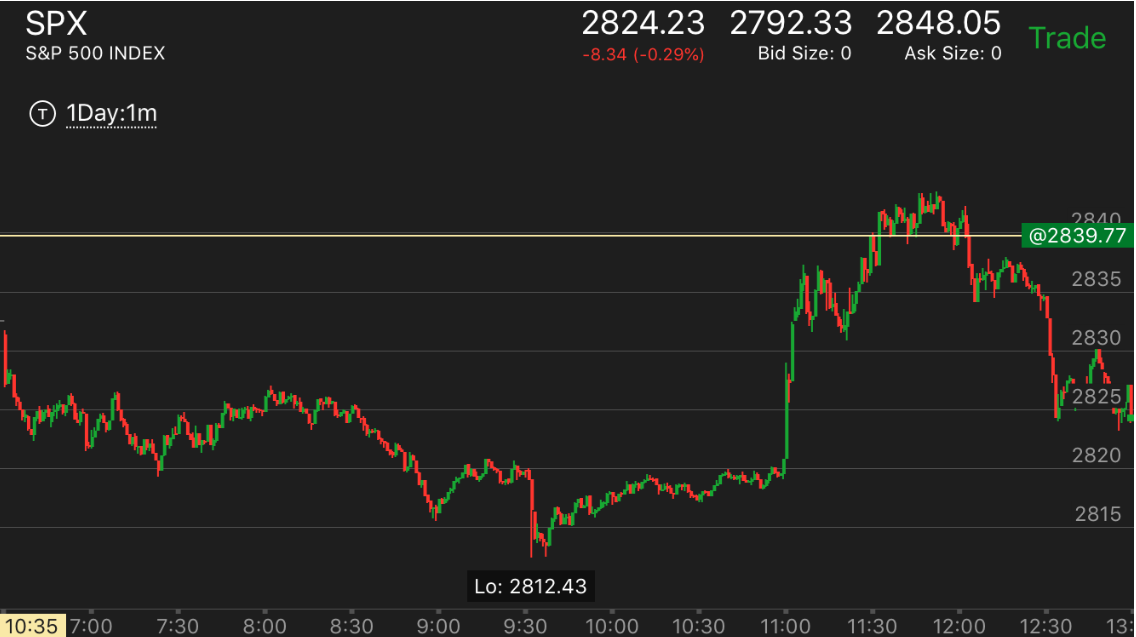 SPX
S&P 500 INDEX
2824.23
-8.34 (-0.29%)
2792.33
Bid Size: 0
2848.05
Ask Size: 0
Trade
T 1Day:1m
2840
@2839.77
2835
2830
2825
2820
2815
Lo: 2812.43
10:35 7:00 7:30 8:00 8:30 9:00 9:30 10:00 10:30 11:00 11:30 12:00 12:30 13: